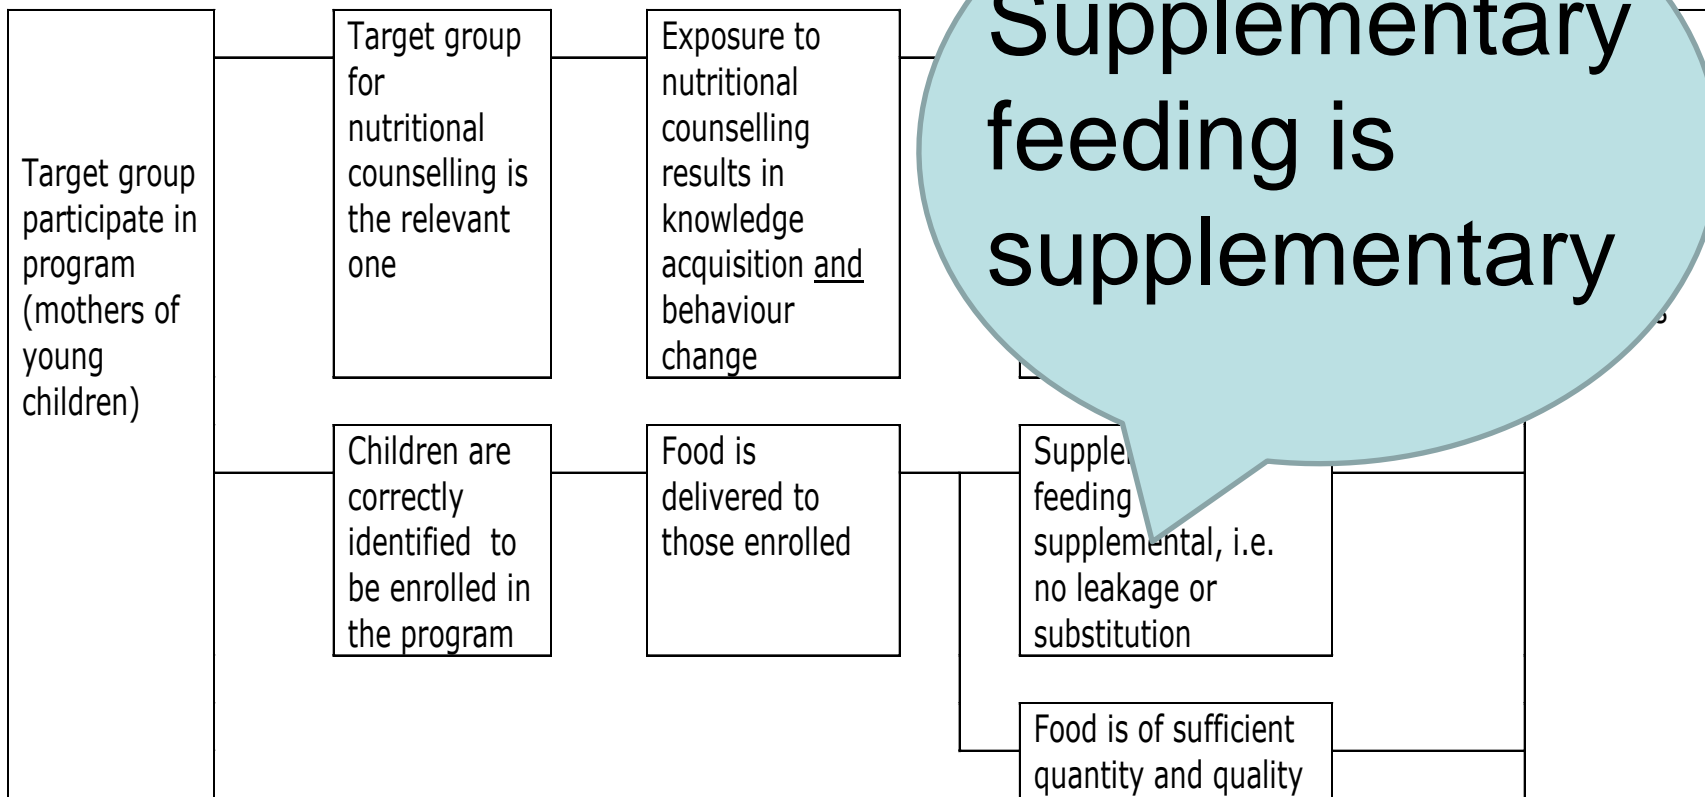 Target group
participate in
program
(mothers of
young
children)
Target group
for
nutritional
counselling is
the relevant
one
Exposure to
nutritional
counselling
results in
knowledge
acquisition and
behaviour
change
Supplementary
feeding is
supplementary
Children are
correctly
identified to
be enrolled in
the program
Food is
delivered to
those enrolled
feeding
supplemental, i.e.
no leakage or
substitution
Food is of sufficient
quantity and quality